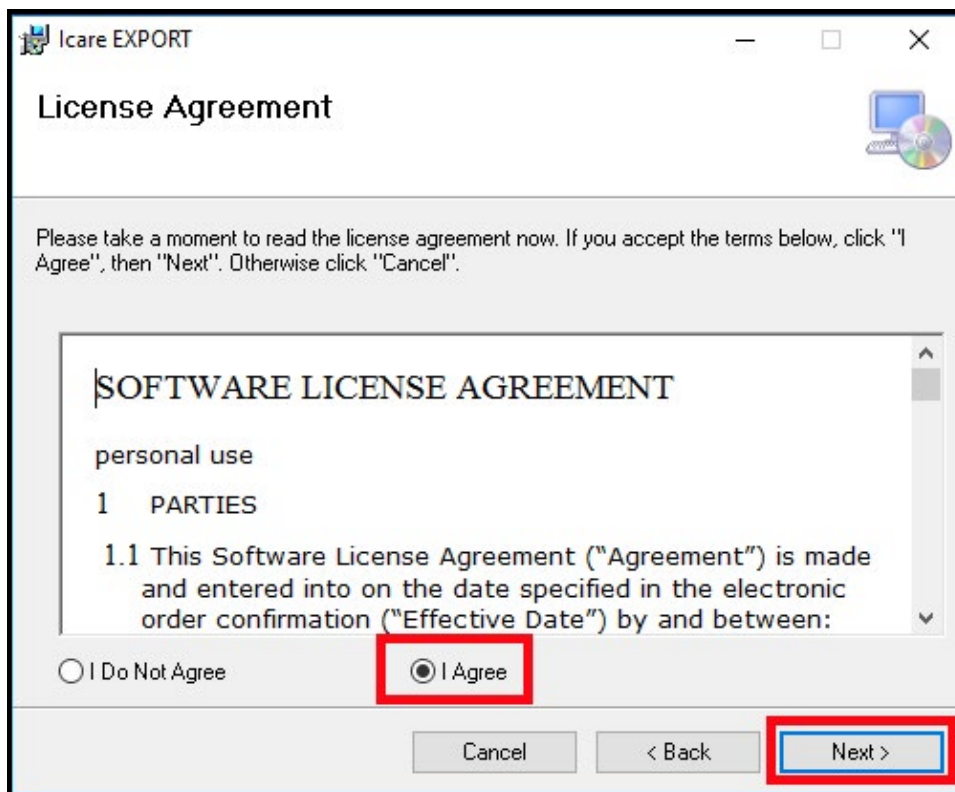 Icare EXPORT
License Agreement
Please take a moment to read the license agreement now. If you accept the terms below, click "I
Agree", then "Next". Otherwise click "Cancel".
SOFTWARE LICENSE AGREEMENT
personal use
1 PARTIES
1.1 This Software License Agreement (“Agreement”) is made
and entered into on the date specified in the electronic
order confirmation (“Effective Date”) by and between:
I Do Not Agree
I Agree
Cancel
< Back
Next >